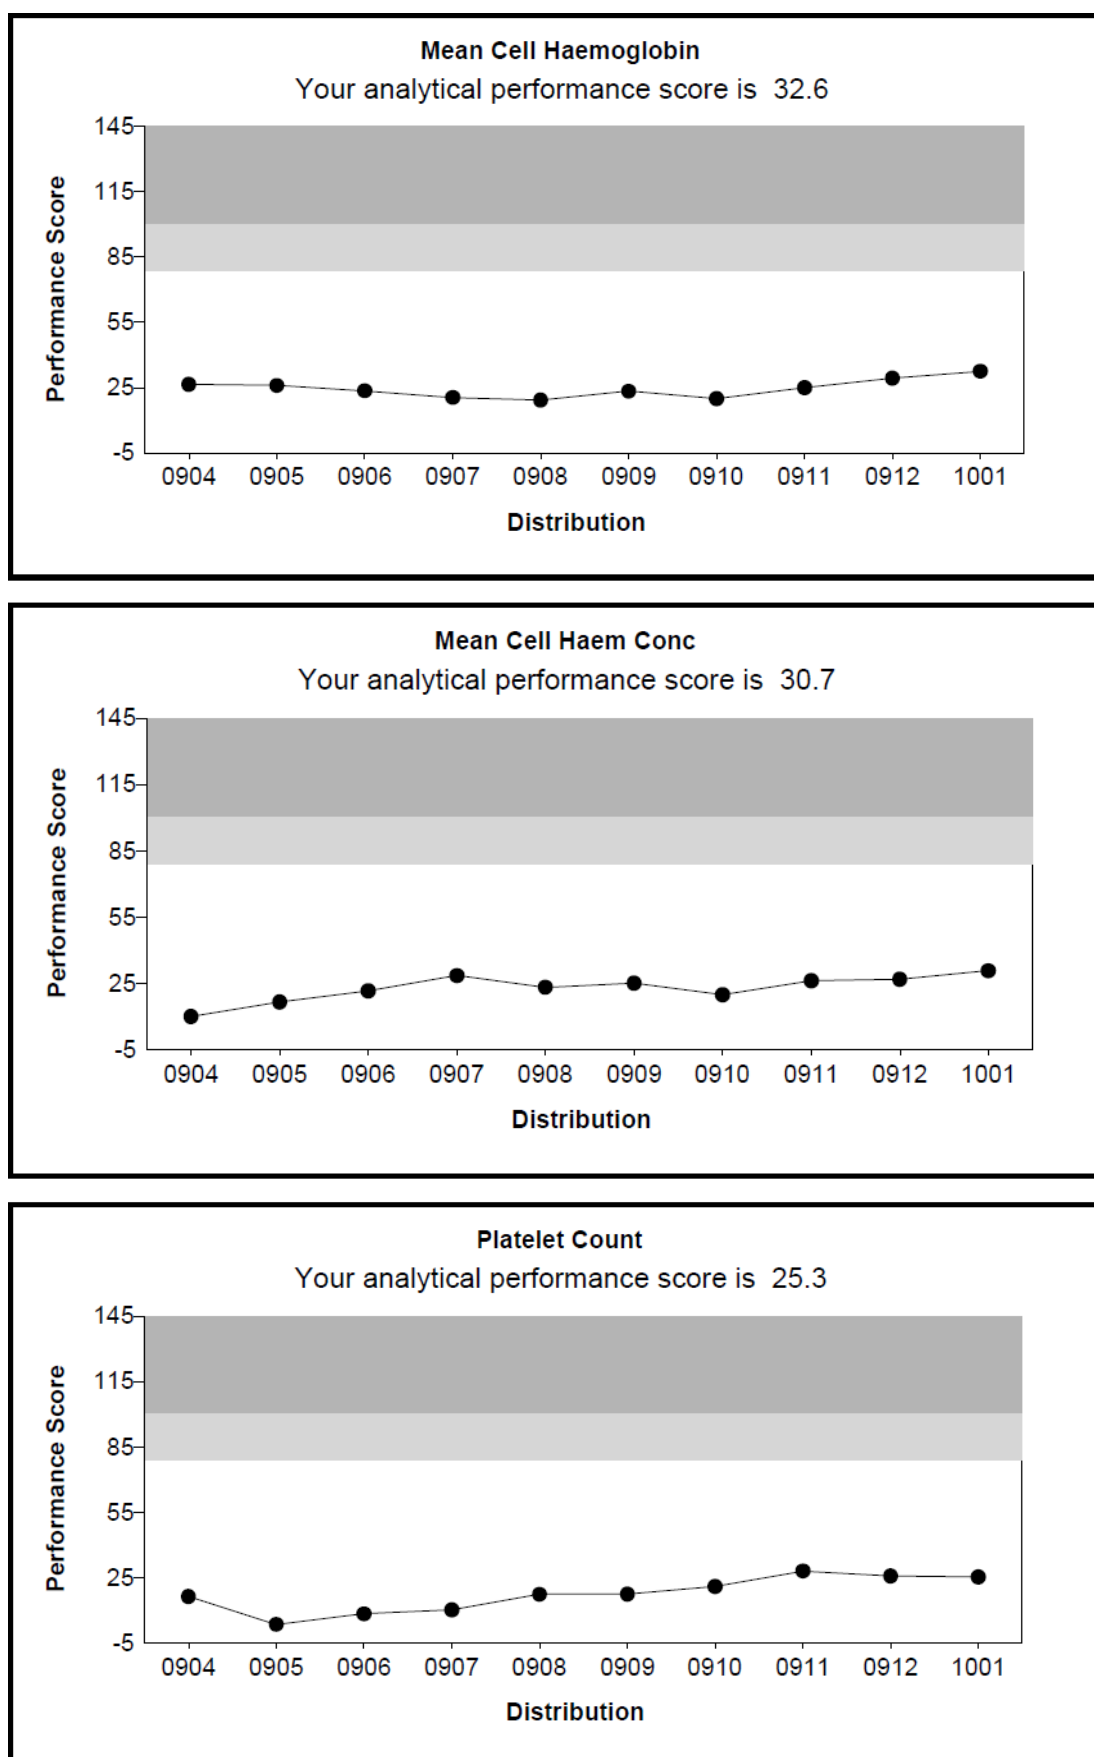 Mean Cell Haemoglobin
Your analytical performance score is 32.6
Performance Score
145
115
85
55
25
-5
0904 0905 0906 0907 0908 0909 0910 0911 0912 1001
Distribution
Mean Cell Haem Conc
Your analytical performance score is 30.7
Performance Score
145
115
85
55
25
-5
0904 0905 0906 0907 0908 0909 0910 0911 0912 1001
Distribution
Platelet Count
Your analytical performance score is 25.3
Performance Score
145
115
85
55
25
-5
0904 0905 0906 0907 0908 0909 0910 0911 0912 1001
Distribution